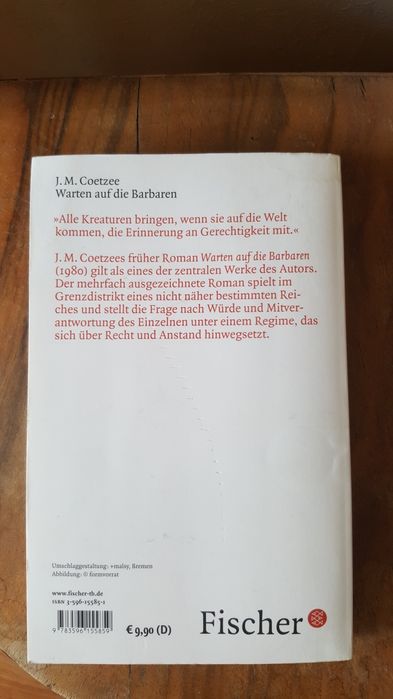 J. M. Coetzee
Warten auf die Barbaren
»Alle Kreaturen bringen, wenn sie auf die Welt
kommen, die Erinnerung an Gerechtigkeit mit.«
J. M. Coetzees früher Roman Warten auf die Barbaren
(1980) gilt als eines der zentralen Werke des Autors.
Der mehrfach ausgezeichnete Roman spielt im
Grenzdistrikt eines nicht näher bestimmten Rei-
ches und stellt die Frage nach Würde und Mitver-
antwortung des Einzelnen unter einem Regime, das
sich über Recht und Anstand hinwegsetzt.
Umschlaggestaltung: +malsy, Bremen
Abbildung: © formvorrat
www.fischer-tb.de
ISBN 3-596-15585-1
9 783596 155859
€ 9,90 (D)
Fischer